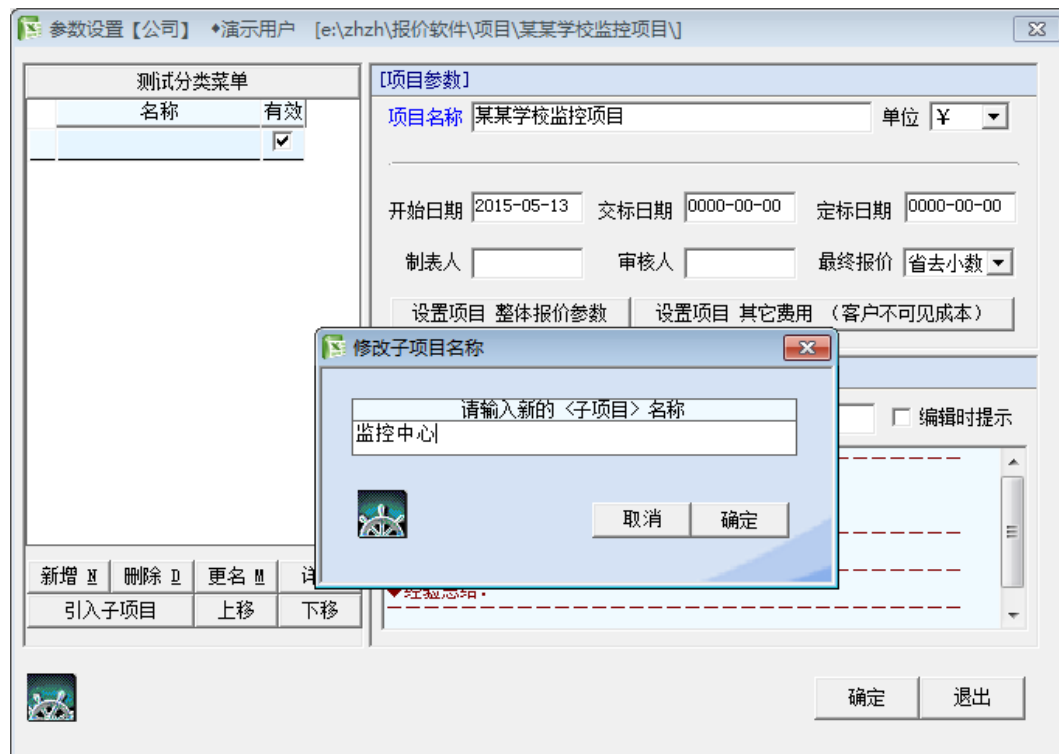 参数设置【公司】 ◆演示用户 [e:\zhzh\报价软件\项目\某某学校监控项目\]
测试分类菜单
名称 有效
[项目参数]
项目名称 某某学校监控项目 单位 ¥
开始日期 2015-05-13 交标日期 0000-00-00 定标日期 0000-00-00
制表人 审核人 最终报价 省去小数
设置项目 整体报价参数 设置项目 其它费用 (客户不可见成本)
修改子项目名称
请输入新的 <子项目> 名称
监控中心
取消 确定
编辑时提示
◆经验总结:
新增 N 删除 D 更名 M 详
引入子项目 上移 下移
确定 退出